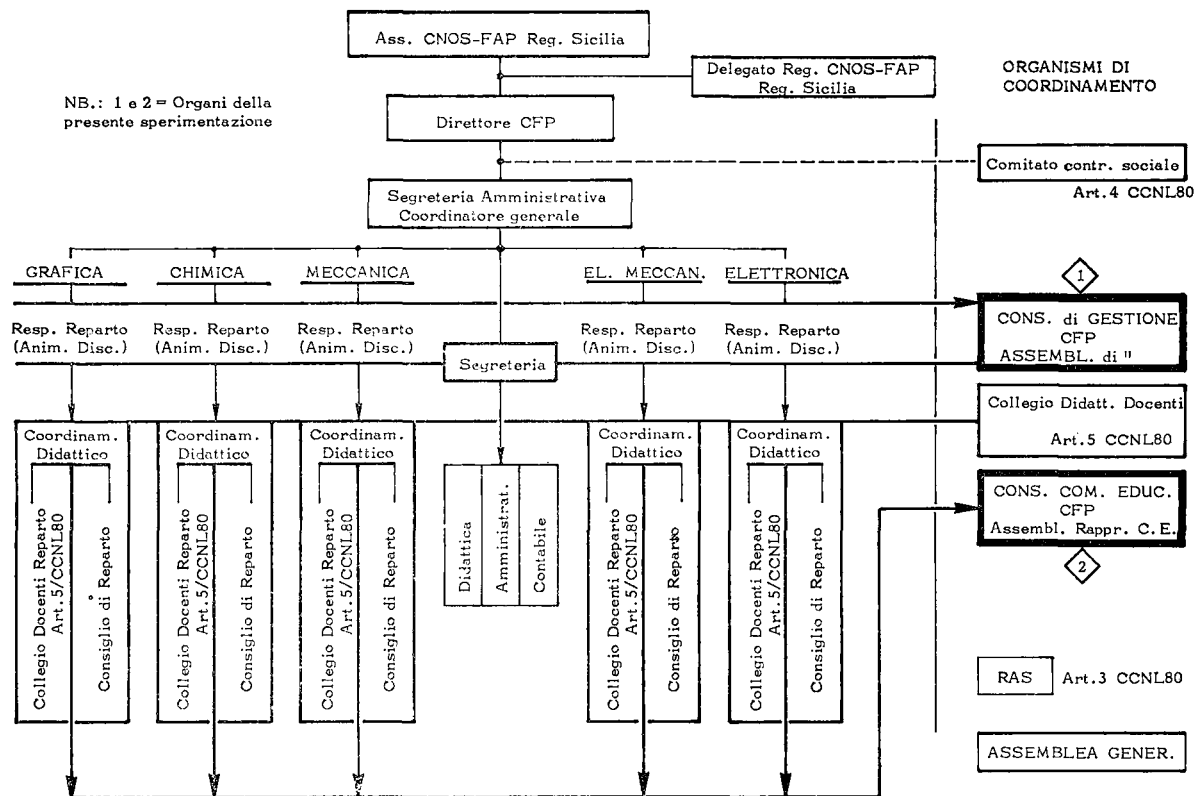 Ass. CNOS-FAP Reg. Sicilia
Delegato Reg. CNOS-FAP
Reg. Sicilia
ORGANISMI DI
COORDINAMENTO
NB.: 1 e 2 = Organi della
presente sperimentazione
Direttore CFP
Comitato contr. sociale
Art.4 CCNL80
Segreteria Amministrativa
Coordinatore generale
GRAFICA
CHIMICA
MECCANICA
EL. MECCAN.
ELETTRONICA
1
CONS. di GESTIONE
CFP
ASSEMBL. di "
Resp. Reparto
(Anim. Disc.)
Resp. Reparto
(Anim. Disc.)
Resp. Reparto
(Anim. Disc.)
Resp. Reparto
(Anim. Disc.)
Resp. Reparto
(Anim. Disc.)
Segreteria
Collegio Didatt. Docenti
Art.5 CCNL80
Coordinam.
Didattico
Collegio Docenti Reparto
Art.5/CCNL80
Consiglio di Reparto
Coordinam.
Didattico
Collegio Docenti Reparto
Art.5/CCNL80
Consiglio di Reparto
Coordinam.
Didattico
Collegio Docenti Reparto
Art.5/CCNL80
Consiglio di Reparto
Didattica
Amministrat.
Contabile
Coordinam.
Didattico
Collegio Docenti Reparto
Art.5/CCNL80
Consiglio di Reparto
Coordinam.
Didattico
Collegio Docenti Reparto
Art.5/CCNL80
Consiglio di Reparto
CONS. COM. EDUC.
CFP
Assembl. Rappr. C.E.
2
RAS
Art.3 CCNL80
ASSEMBLEA GENER.